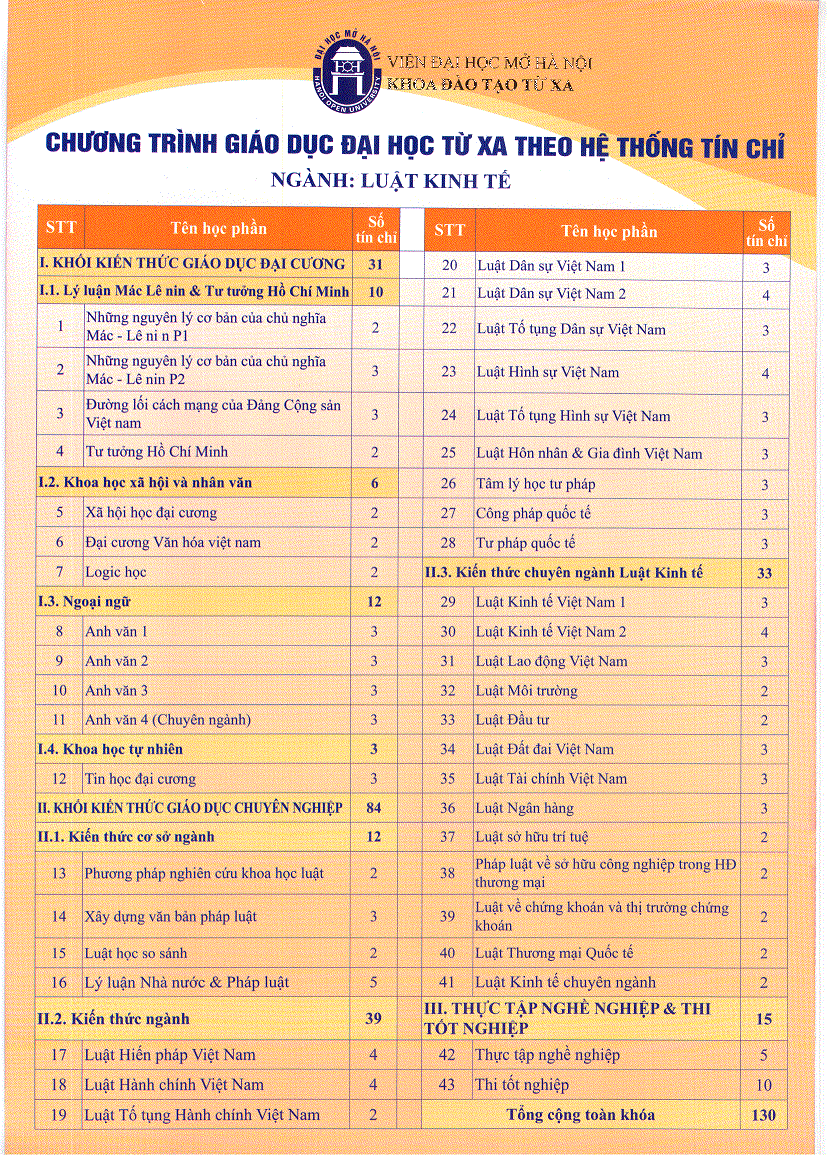 ĐẠI HỌC MỞ HÀ NỘI
HANOI OPEN UNIVERSITY
VIỆN ĐẠI HỌC MỞ HÀ NỘI
KHOA ĐÀO TẠO TỪ XA
CHƯƠNG TRÌNH GIÁO DỤC ĐẠI HỌC TỪ XA THEO HỆ THỐNG TÍN CHỈ
NGÀNH: LUẬT KINH TẾ
STT Tên học phần Số tín chỉ
I. KHỐI KIẾN THỨC GIÁO DỤC ĐẠI CƯƠNG 31
I.1. Lý luận Mác Lê nin & Tư tưởng Hồ Chí Minh 10
1 Những nguyên lý cơ bản của chủ nghĩa
Mác - Lê ni n P1 2
2 Những nguyên lý cơ bản của chủ nghĩa
Mác - Lê nin P2 3
3 Đường lối cách mạng của Đảng Cộng sản
Việt nam 3
4 Tư tưởng Hồ Chí Minh 2
I.2. Khoa học xã hội và nhân văn 6
5 Xã hội học đại cương 2
6 Đại cương Văn hóa việt nam 2
7 Logic học 2
I.3. Ngoại ngữ 12
8 Anh văn 1 3
9 Anh văn 2 3
10 Anh văn 3 3
11 Anh văn 4 (Chuyên ngành) 3
I.4. Khoa học tự nhiên 3
12 Tin học đại cương 3
II. KHỐI KIẾN THỨC GIÁO DỤC CHUYÊN NGHIỆP 84
II.1. Kiến thức cơ sở ngành 12
13 Phương pháp nghiên cứu khoa học luật 2
14 Xây dựng văn bản pháp luật 3
15 Luật học so sánh 2
16 Lý luận Nhà nước & Pháp luật 5
II.2. Kiến thức ngành 39
17 Luật Hiến pháp Việt Nam 4
18 Luật Hành chính Việt Nam 4
19 Luật Tố tụng Hành chính Việt Nam 2
STT Tên học phần Số tín chỉ
20 Luật Dân sự Việt Nam 1 3
21 Luật Dân sự Việt Nam 2 4
22 Luật Tố tụng Dân sự Việt Nam 3
23 Luật Hình sự Việt Nam 4
24 Luật Tố tụng Hình sự Việt Nam 3
25 Luật Hôn nhân & Gia đình Việt Nam 3
26 Tâm lý học tư pháp 3
27 Công pháp quốc tế 3
28 Tư pháp quốc tế 3
II.3. Kiến thức chuyên ngành Luật Kinh tế 33
29 Luật Kinh tế Việt Nam 1 3
30 Luật Kinh tế Việt Nam 2 4
31 Luật Lao động Việt Nam 3
32 Luật Môi trường 2
33 Luật Đầu tư 2
34 Luật Đất đai Việt Nam 3
35 Luật Tài chính Việt Nam 3
36 Luật Ngân hàng 3
37 Luật sở hữu trí tuệ 2
38 Pháp luật về sở hữu công nghiệp trong HĐ
thương mại 2
39 Luật về chứng khoán và thị trường chứng
khoán 2
40 Luật Thương mại Quốc tế 2
41 Luật Kinh tế chuyên ngành 2
III. THỰC TẬP NGHỀ NGHIỆP & THI
TỐT NGHIỆP 15
42 Thực tập nghề nghiệp 5
43 Thi tốt nghiệp 10
Tổng cộng toàn khóa 130